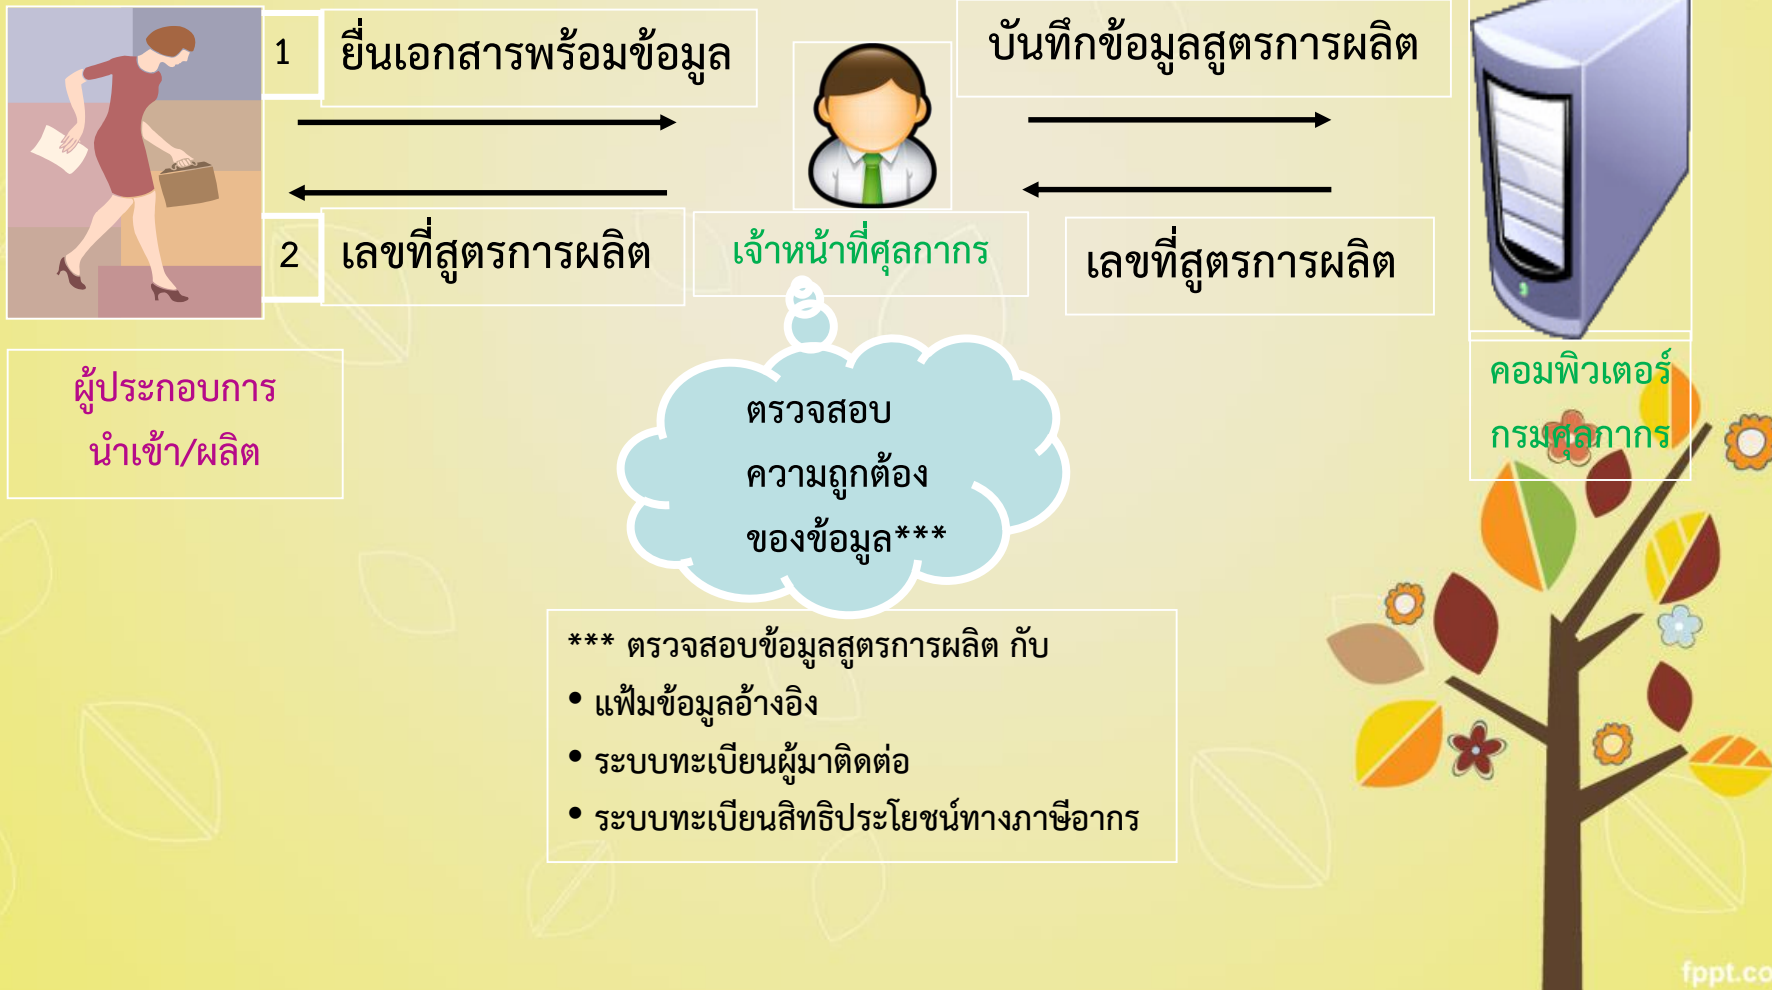 1
ยื่นเอกสารพร้อมข้อมูล
บันทึกข้อมูลสูตรการผลิต
2
เลขที่สูตรการผลิต
เจ้าหน้าที่ศุลกากร
เลขที่สูตรการผลิต
ผู้ประกอบการ
นำเข้า/ผลิต
คอมพิวเตอร์
กรมศุลกากร
ตรวจสอบ
ความถูกต้อง
ของข้อมูล***
*** ตรวจสอบข้อมูลสูตรการผลิต กับ
• แฟ้มข้อมูลอ้างอิง
• ระบบทะเบียนผู้มาติดต่อ
• ระบบทะเบียนสิทธิประโยชน์ทางภาษีอากร
fppt.co